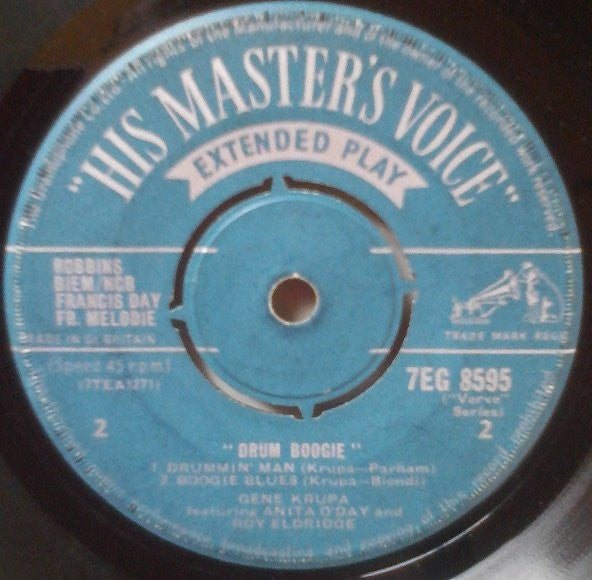 "HIS MASTER'S VOICE"
EXTENDED PLAY
ROBBINS
BIEM/NCB
FRANCIS DAY
FR. MELODIE
MADE IN GT. BRITAIN
(Speed 45 rpm)
(7TEA1271)
2
TRADE MARK REGD
7EG 8595
("Verve"
Series)
2
"DRUM BOOGIE"
1. DRUMMIN' MAN (Krupa—Parham)
2. BOOGIE BLUES (Krupa—Biondi)
GENE KRUPA
featuring ANITA O'DAY and
ROY ELDRIDGE